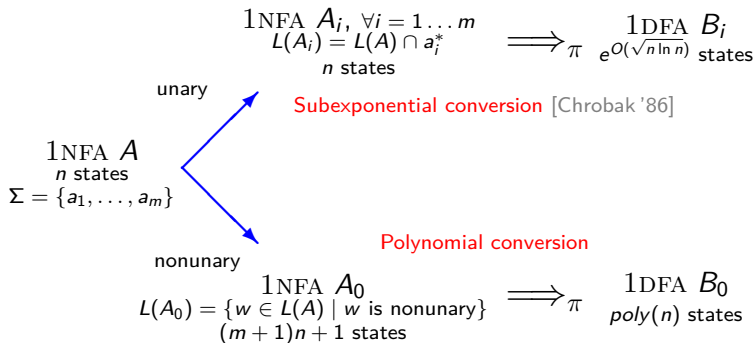 1NFA A_i, ∀i = 1 … m
L(A_i) = L(A) ∩ a_i^*
n states
⟹_π
1DFA B_i
e^{O(√(n ln n))} states
unary
Subexponential conversion [Chrobak '86]
1NFA A
n states
Σ = {a_1, …, a_m}
nonunary
Polynomial conversion
1NFA A_0
L(A_0) = {w ∈ L(A) | w is nonunary}
(m + 1)n + 1 states
⟹_π
1DFA B_0
poly(n) states